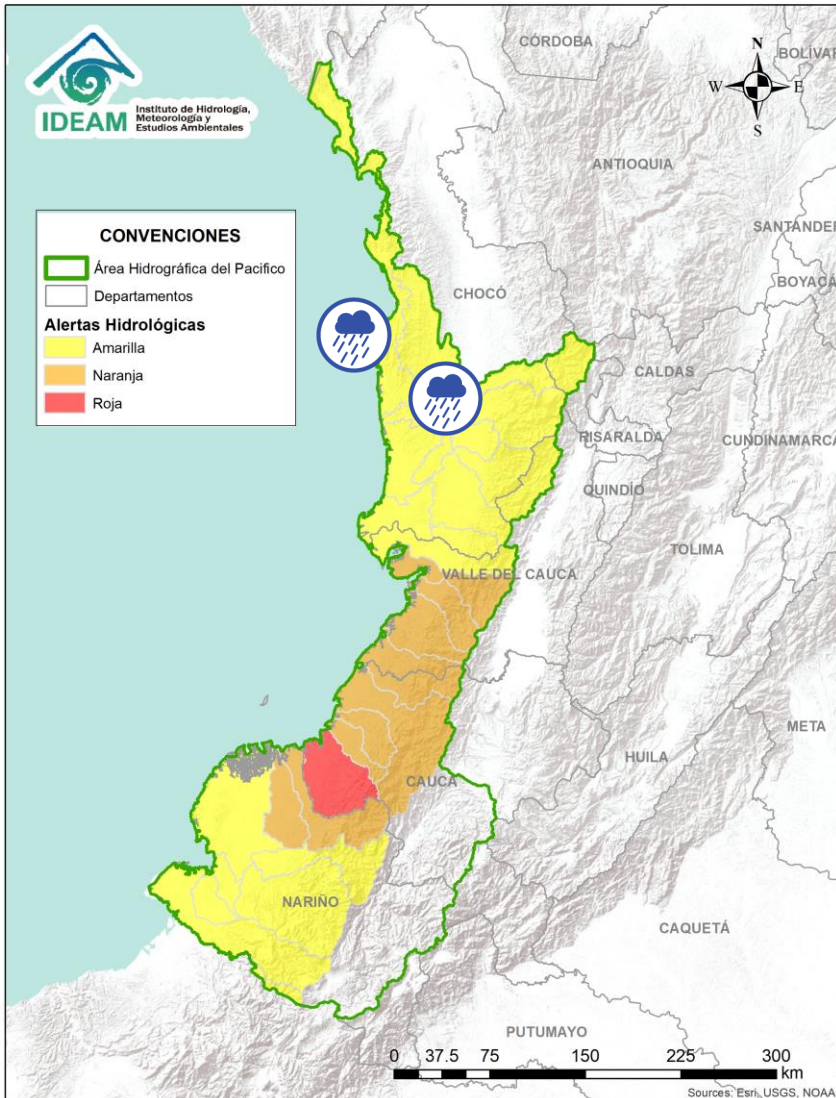 IDEAM
Instituto de Hidrología,
Meteorología y
Estudios Ambientales
CÓRDOBA
BOLÍVAR
N
W
E
S
ANTIOQUIA
SANTANDER
BOYACÁ
CHOCÓ
CONVENCIONES
Área Hidrográfica del Pacifico
Departamentos
Alertas Hidrológicas
Amarilla
Naranja
Roja
CALDAS
RISARALDA
CUNDINAMARCA
QUINDÍO
TOLIMA
VALLE DEL CAUCA
META
HUILA
CAUCA
NARIÑO
CAQUETÁ
PUTUMAYO
0 37.5 75 150 225 300
km
Sources: Esri, USGS, NOAA